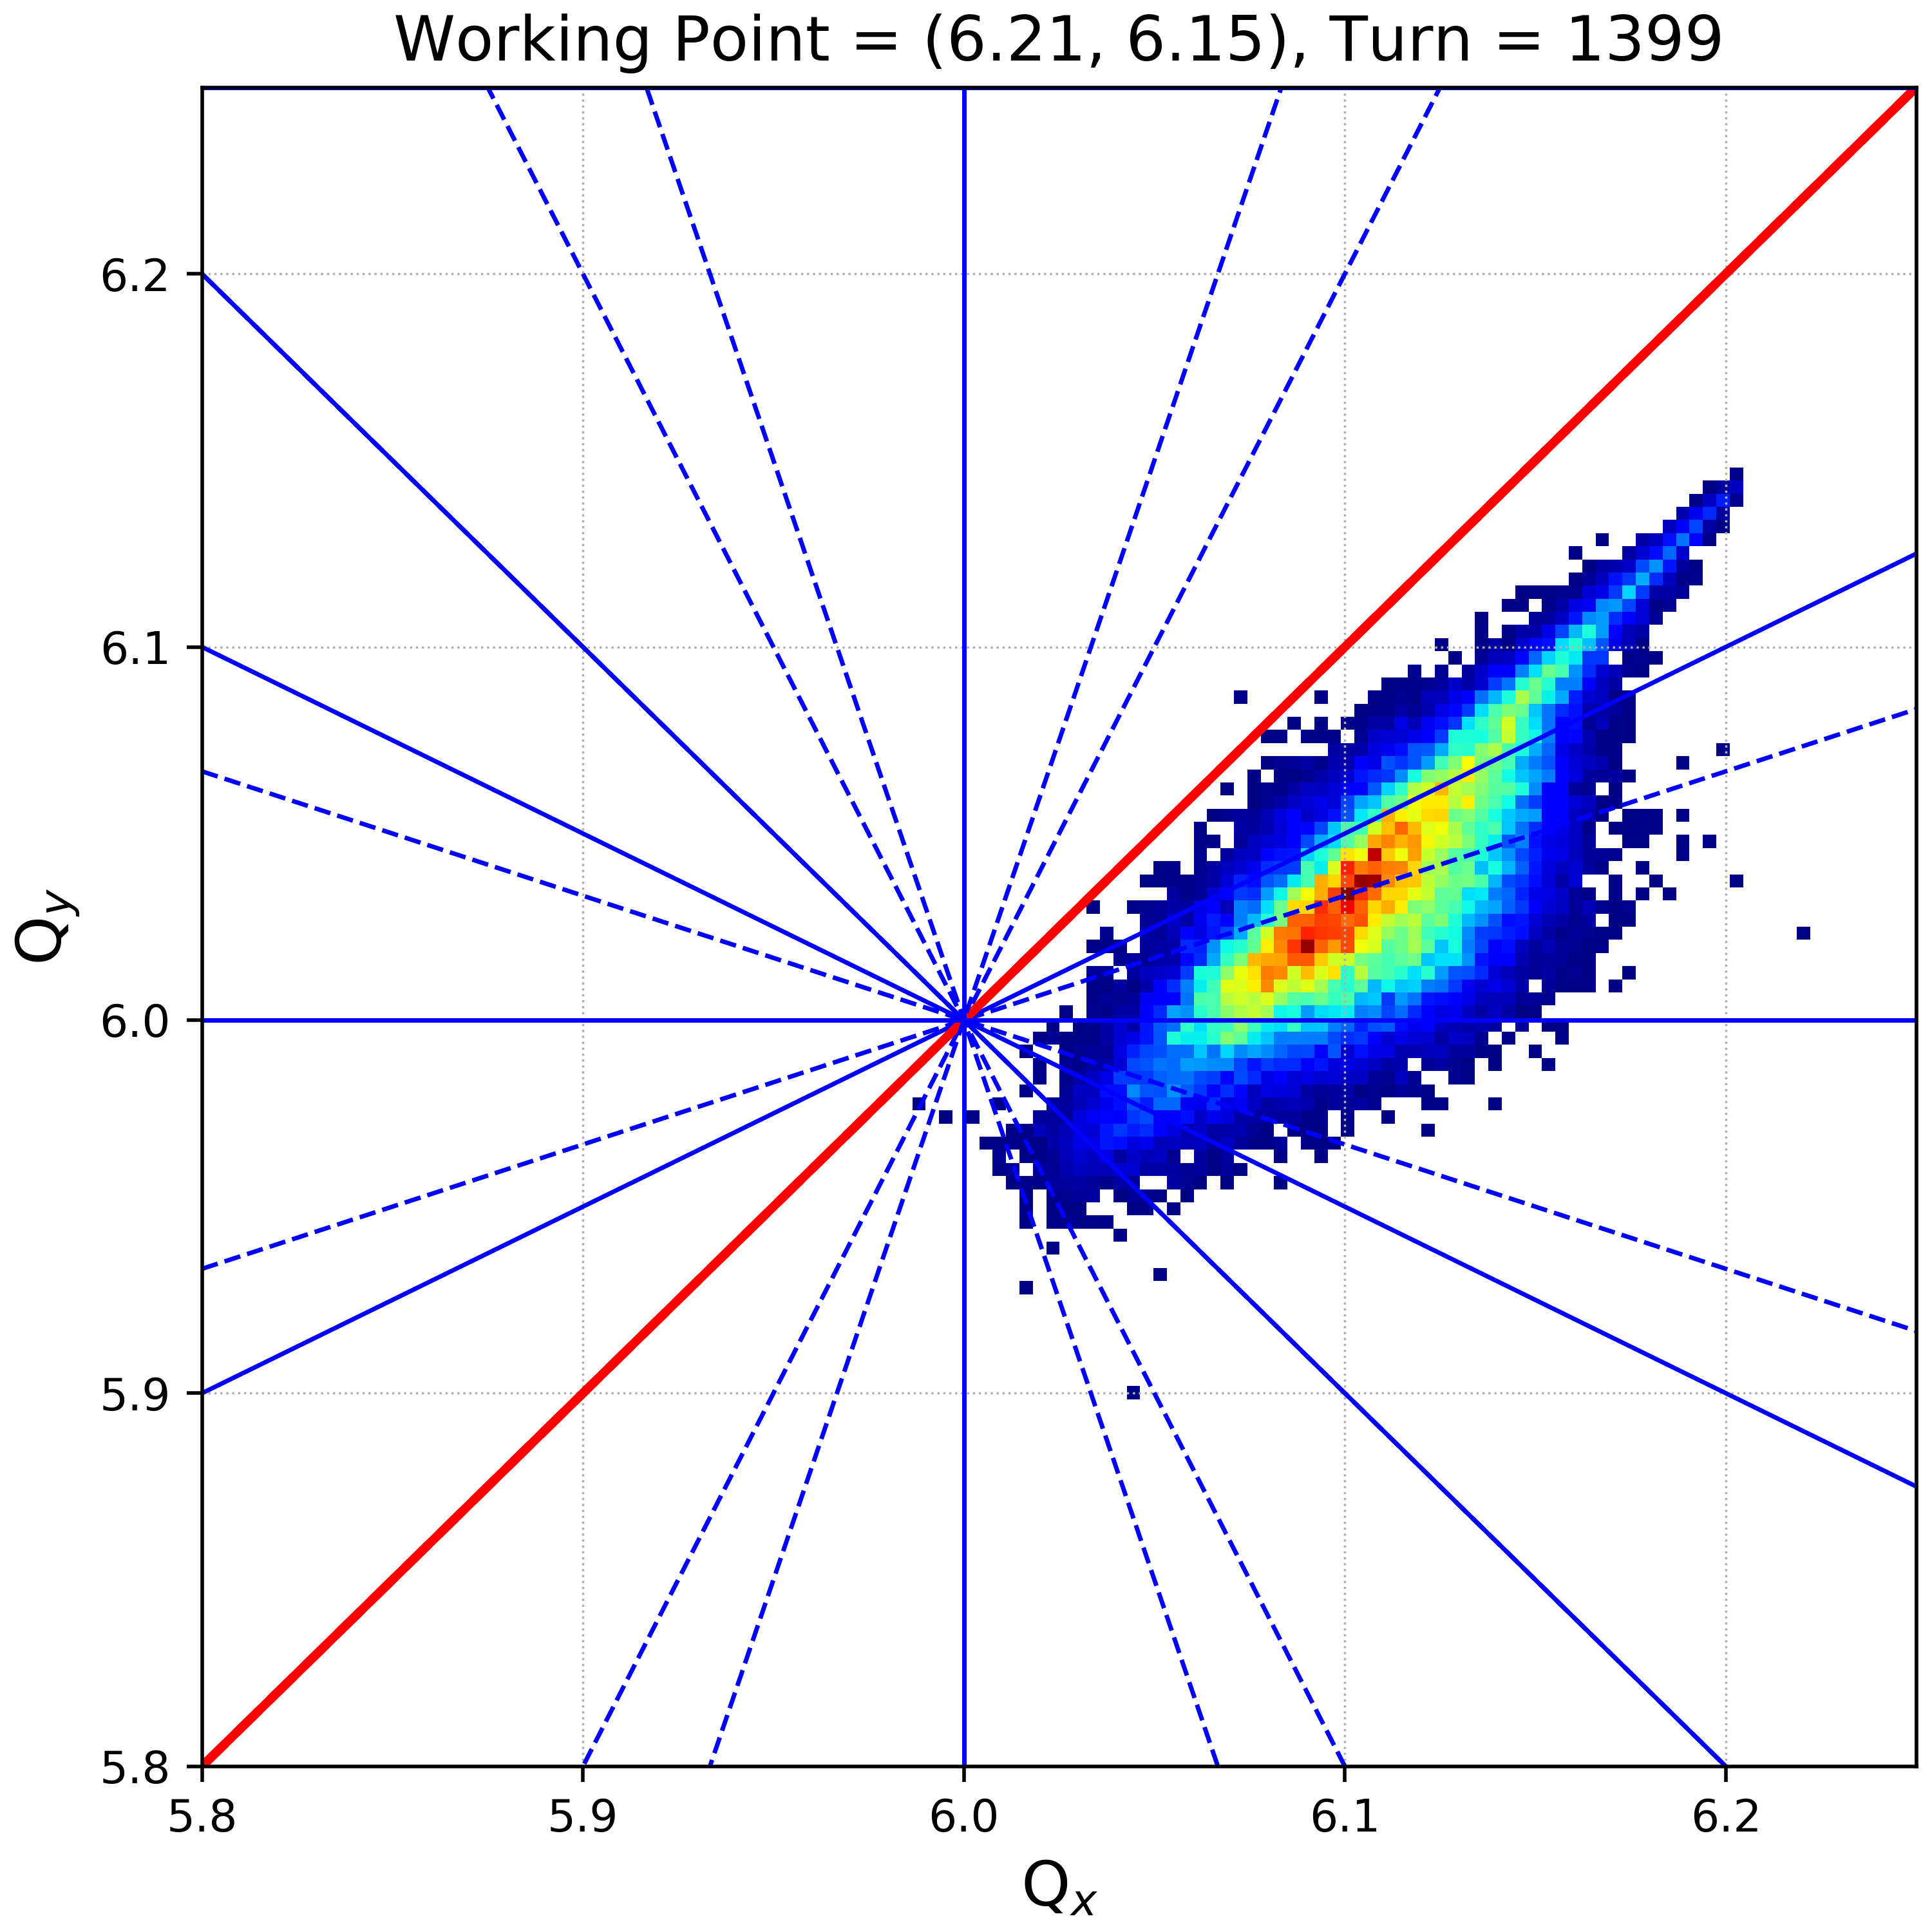 Working Point = (6.21, 6.15), Turn = 1399
6.2
6.1
6.0
5.9
5.8
Qy
5.8 5.9 6.0 6.1 6.2
Qx